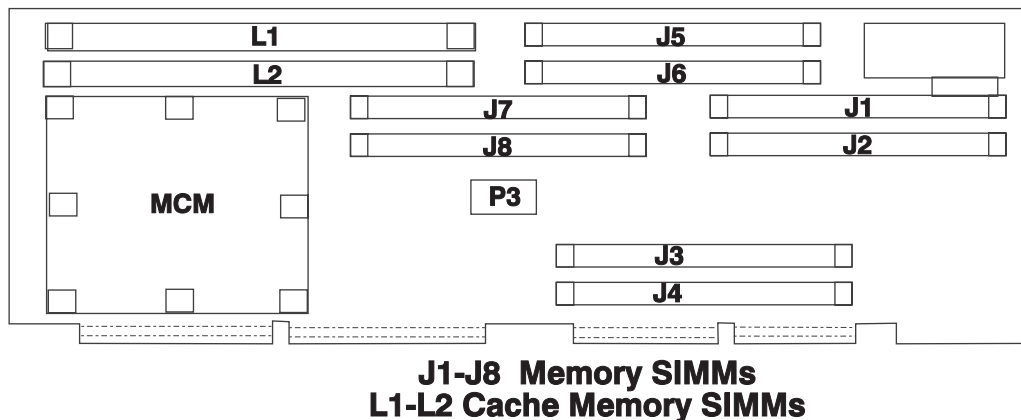 L1
J5
L2
J6
J7
J1
J8
J2
MCM
P3
J3
J4
J1-J8 Memory SIMMs
L1-L2 Cache Memory SIMMs